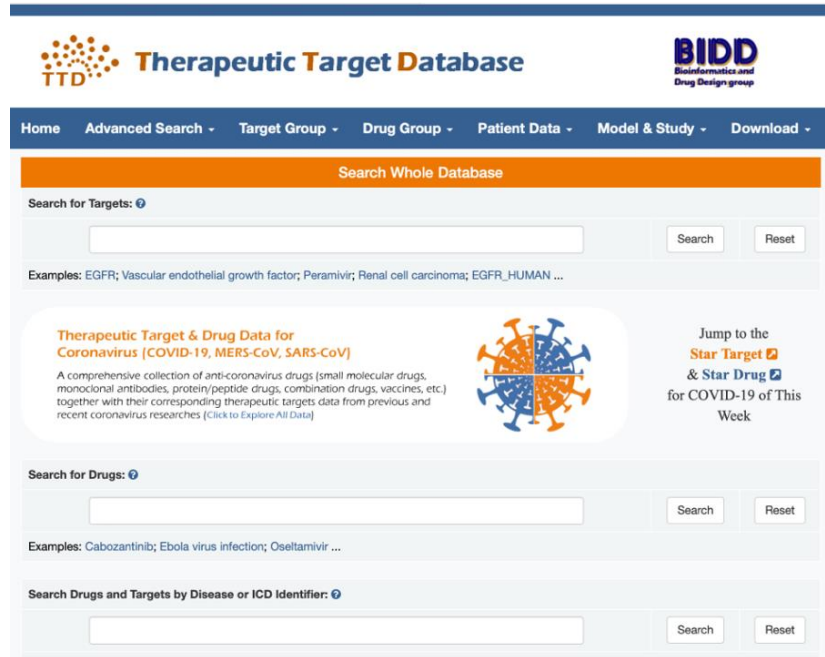 TTD
Therapeutic Target Database
BIDD
Bioinformatics and
Drug Design group
Home Advanced Search Target Group Drug Group Patient Data Model & Study Download
Search Whole Database
Search for Targets:
Search Reset
Examples: EGFR; Vascular endothelial growth factor; Peramivir; Renal cell carcinoma; EGFR_HUMAN ...
Therapeutic Target & Drug Data for
Coronavirus (COVID-19, MERS-CoV, SARS-CoV)
A comprehensive collection of anti-coronavirus drugs (small molecular drugs,
monoclonal antibodies, protein/peptide drugs, combination drugs, vaccines, etc.)
together with their corresponding therapeutic targets data from previous and
recent coronavirus researches (Click to Explore All Data)
Jump to the
Star Target
& Star Drug
for COVID-19 of This
Week
Search for Drugs:
Search Reset
Examples: Cabozantinib; Ebola virus infection; Oseltamivir ...
Search Drugs and Targets by Disease or ICD Identifier:
Search Reset